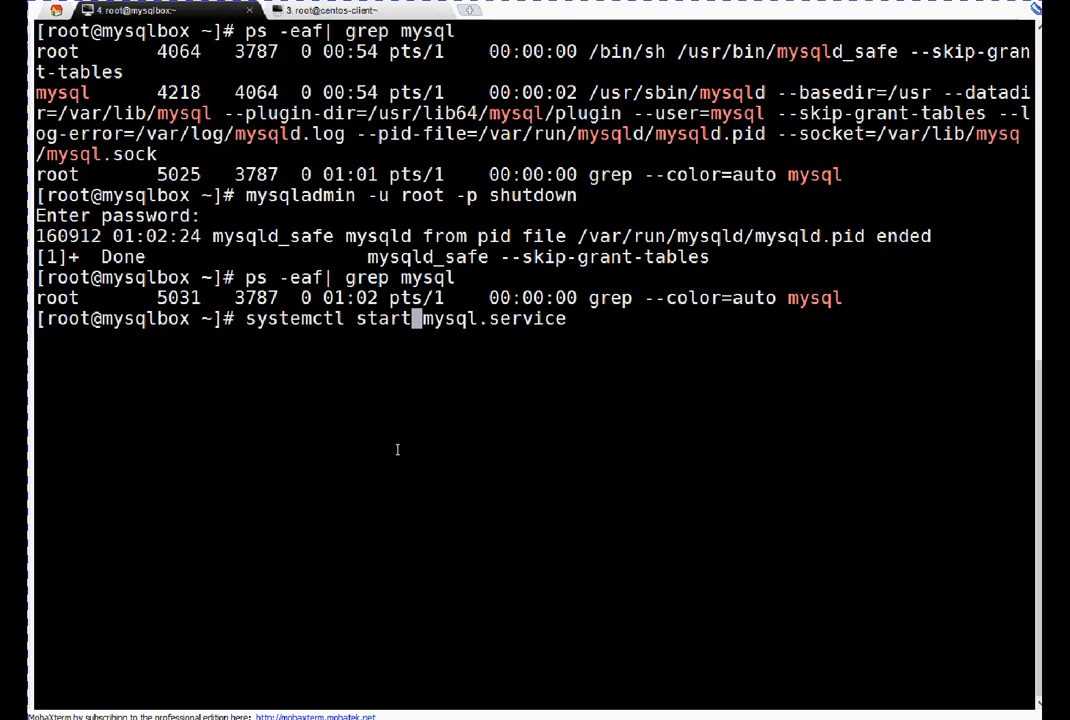 4. root@mysqlbox:~
3. root@centos-client~
[root@mysqlbox ~]# ps -eaf| grep mysql
root      4064   3787  0 00:54 pts/1    00:00:00 /bin/sh /usr/bin/mysqld_safe --skip-gran
t-tables
mysql     4218   4064  0 00:54 pts/1    00:00:02 /usr/sbin/mysqld --basedir=/usr --datadi
r=/var/lib/mysql --plugin-dir=/usr/lib64/mysql/plugin --user=mysql --skip-grant-tables --l
og-error=/var/log/mysqld.log --pid-file=/var/run/mysqld/mysqld.pid --socket=/var/lib/mysq
/mysql.sock
root      5025   3787  0 01:01 pts/1    00:00:00 grep --color=auto mysql
[root@mysqlbox ~]# mysqladmin -u root -p shutdown
Enter password:
160912 01:02:24 mysqld_safe mysqld from pid file /var/run/mysqld/mysqld.pid ended
[1]+  Done                    mysqld_safe --skip-grant-tables
[root@mysqlbox ~]# ps -eaf| grep mysql
root      5031   3787  0 01:02 pts/1    00:00:00 grep --color=auto mysql
[root@mysqlbox ~]# systemctl start mysql.service
MobaXterm by subscribing to the professional edition here: http://mobaxterm.mobatek.net